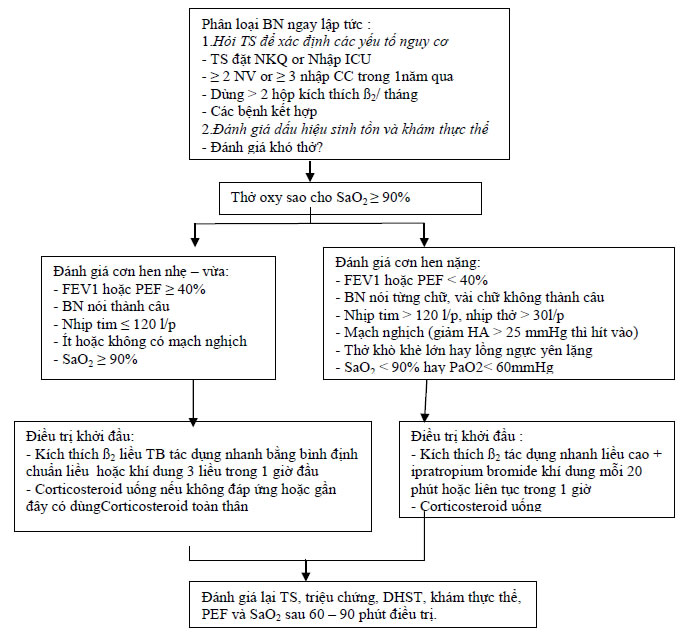 Phân loại BN ngay lập tức :
1.Hỏi TS để xác định các yếu tố nguy cơ
- TS đặt NKQ or Nhập ICU
- ≥ 2 NV or ≥ 3 nhập CC trong 1năm qua
- Dùng > 2 hộp kích thích ß₂/ tháng
- Các bệnh kết hợp
2.Đánh giá dấu hiệu sinh tồn và khám thực thể
- Đánh giá khó thở?
Thở oxy sao cho SaO₂ ≥ 90%
Đánh giá cơn hen nhẹ – vừa:
- FEV1 hoặc PEF ≥ 40%
- BN nói thành câu
- Nhịp tim ≤ 120 l/p
- Ít hoặc không có mạch nghịch
- SaO₂ ≥ 90%
Đánh giá cơn hen nặng:
- FEV1 hoặc PEF < 40%
- BN nói từng chữ, vài chữ không thành câu
- Nhịp tim > 120 l/p, nhịp thở > 30l/p
- Mạch nghịch (giảm HA > 25 mmHg thì hít vào)
- Thở khò khè lớn hay lồng ngực yên lặng
- SaO₂ < 90% hay PaO2< 60mmHg
Điều trị khởi đầu:
- Kích thích ß₂ liều TB tác dụng nhanh bằng bình định
chuẩn liều  hoặc khí dung 3 liều trong 1 giờ đầu
- Corticosteroid uống nếu không đáp ứng hoặc gần
đây có dùngCorticosteroid toàn thân
Điều trị khởi đầu :
- Kích thích ß₂ tác dụng nhanh liều cao +
ipratropium bromide khí dung mỗi 20
phút hoặc liên tục trong 1 giờ
- Corticosteroid uống
Đánh giá lại TS, triệu chứng, DHST, khám thực thể,
PEF và SaO₂ sau 60 – 90 phút điều trị.